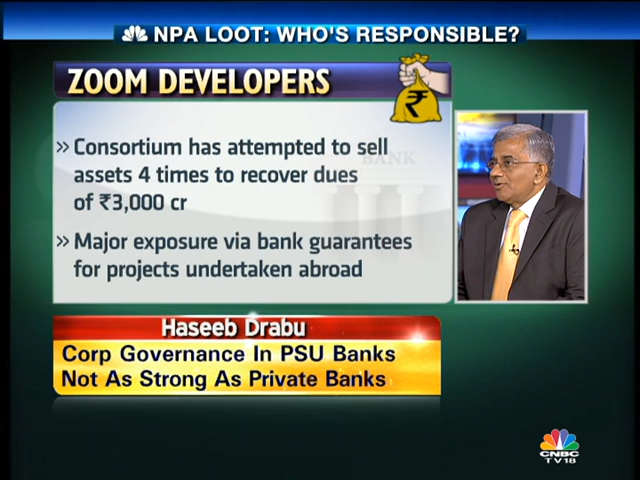 NPA LOOT: WHO'S RESPONSIBLE?
ZOOM DEVELOPERS
₹
» Consortium has attempted to sell
assets 4 times to recover dues
of ₹3,000 cr
BANK
» Major exposure via bank guarantees
for projects undertaken abroad
Haseeb Drabu
Corp Governance In PSU Banks
Not As Strong As Private Banks
CNBC
TV18